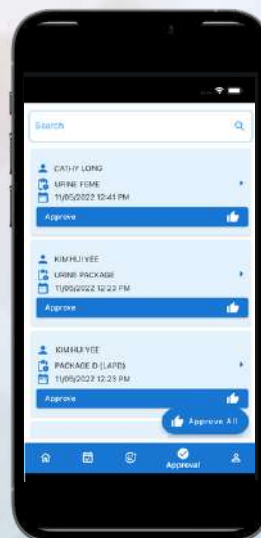 Search
CATHY LONG
URINE FEME
11/05/2022 12:41 PM
Approve
KIM HUI YEE
URINE PACKAGE
11/05/2022 12:23 PM
Approve
KIM HUI YEE
PACKAGE D (LAPD)
11/05/2022 12:23 PM
Approve
Approve All
Approval